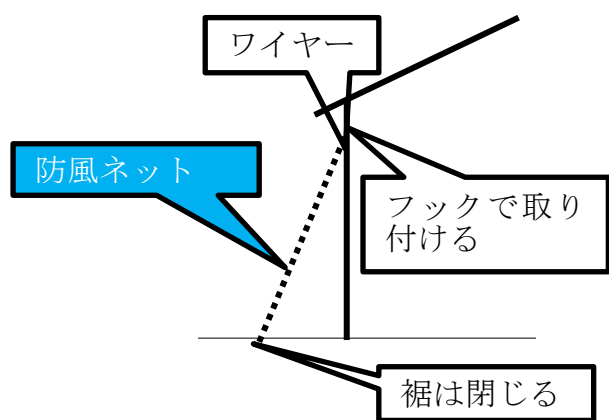 ワイヤー
防風ネット
フックで取り
付ける
裾は閉じる